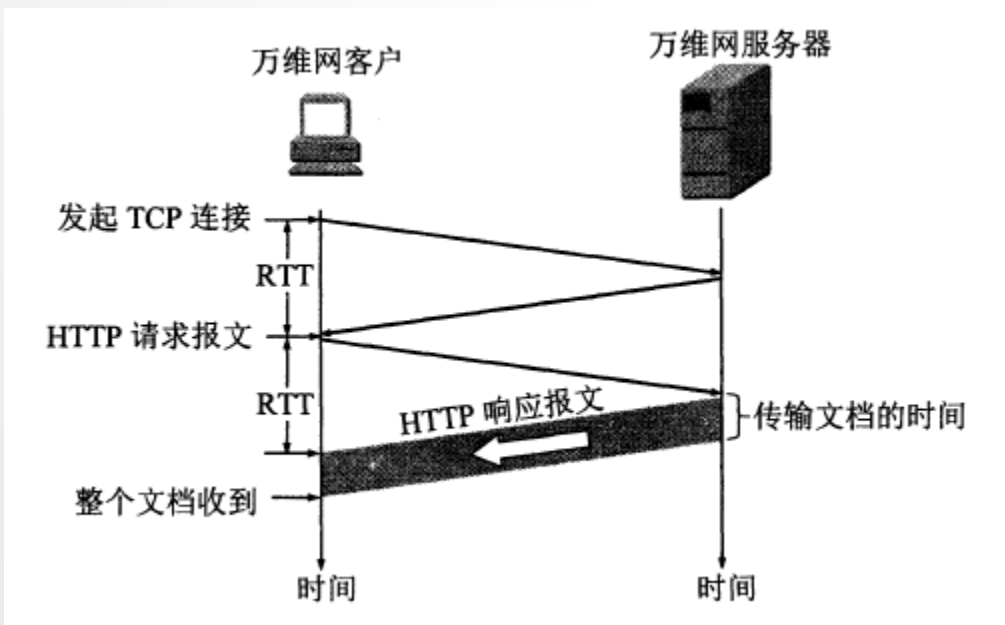 万维网客户
万维网服务器
发起 TCP 连接
RTT
HTTP 请求报文
RTT
HTTP 响应报文
传输文档的时间
整个文档收到
时间
时间